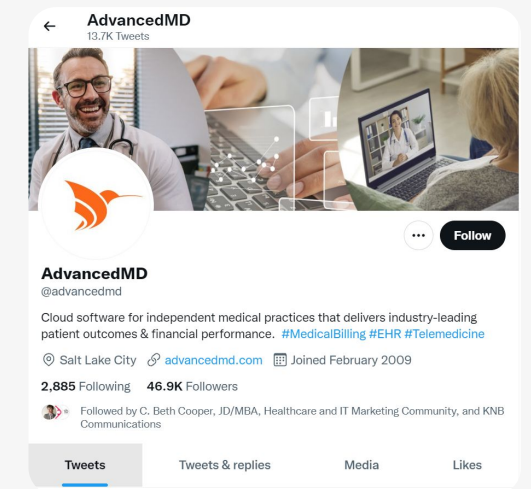 AdvancedMD
13.7K Tweets
Follow
AdvancedMD
@advancedmd
Cloud software for independent medical practices that delivers industry-leading
patient outcomes & financial performance. #MedicalBilling #EHR #Telemedicine
Salt Lake City advancedmd.com Joined February 2009
2,885 Following 46.9K Followers
Followed by C. Beth Cooper, JD/MBA, Healthcare and IT Marketing Community, and KNB
Communications
Tweets Tweets & replies Media Likes